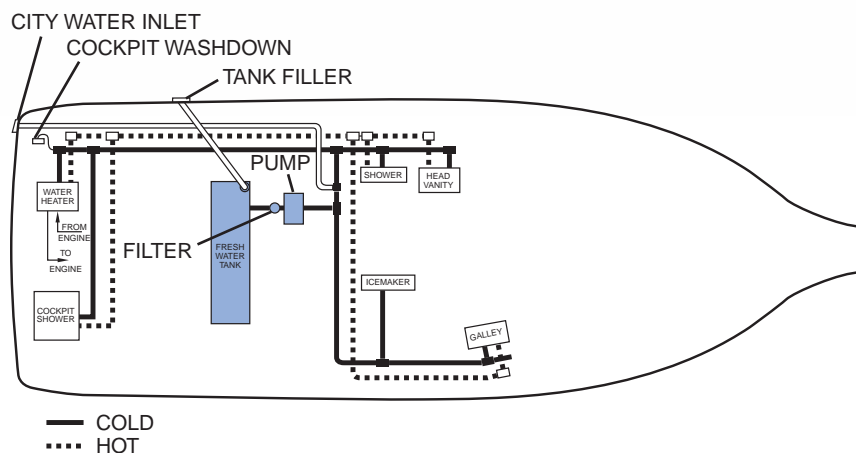 CITY WATER INLET
COCKPIT WASHDOWN
TANK FILLER
PUMP
SHOWER
HEAD
VANITY
WATER
HEATER
FROM
ENGINE
TO
ENGINE
FILTER
FRESH
WATER
TANK
ICEMAKER
COCKPIT
SHOWER
GALLEY
COLD
HOT